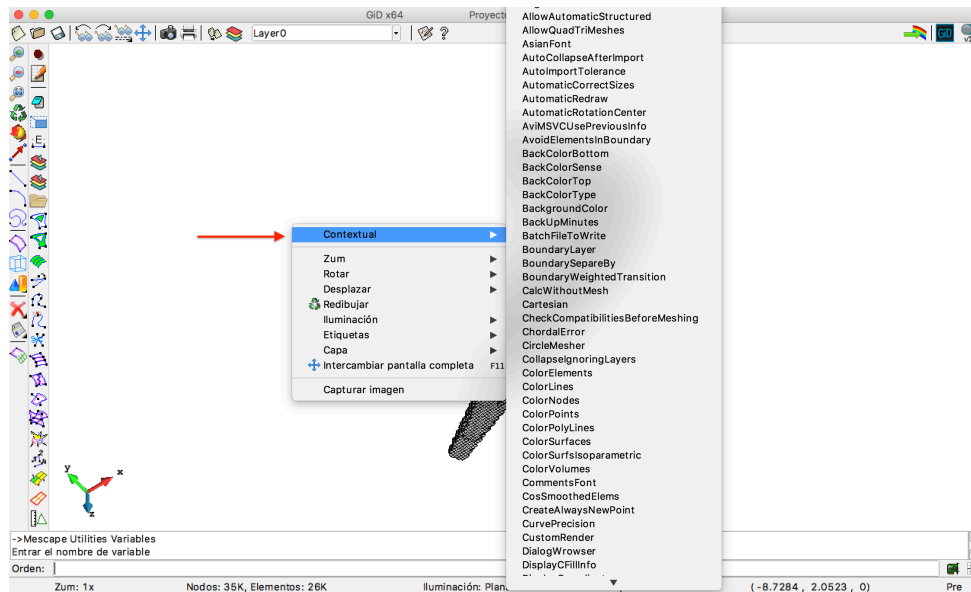 GiD x64
Proyecto
Layer0
GiD
:E:
Contextual
Zum
Rotar
Desplazar
Redibujar
Iluminación
Etiquetas
Capa
Intercambiar pantalla completa F11
Capturar imagen
AllowAutomaticStructured
AllowQuadTriMeshes
AsianFont
AutoCollapseAfterImport
AutoImportTolerance
AutomaticCorrectSizes
AutomaticRedraw
AutomaticRotationCenter
AviMSVCUsePreviousInfo
AvoidElementsInBoundary
BackColorBottom
BackColorSense
BackColorTop
BackColorType
BackgroundColor
BackUpMinutes
BatchFileToWrite
BoundaryLayer
BoundarySepareBy
BoundaryWeightedTransition
CalcWithoutMesh
Cartesian
CheckCompatibilitiesBeforeMeshing
ChordalError
CircleMesher
CollapseIgnoringLayers
ColorElements
ColorLines
ColorNodes
ColorPoints
ColorPolyLines
ColorSurfaces
ColorSurfsIsoparametric
ColorVolumes
CommentsFont
CosSmoothedElems
CreateAlwaysNewPoint
CurvePrecision
CustomRender
DialogWrowser
DisplayCFillInfo
y
x
z
->Mescape Utilities Variables
Entrar el nombre de variable
Orden:
Zum: 1x Nodos: 35K, Elementos: 26K Iluminación: Plan (-8.7284 , 2.0523 , 0) Pre